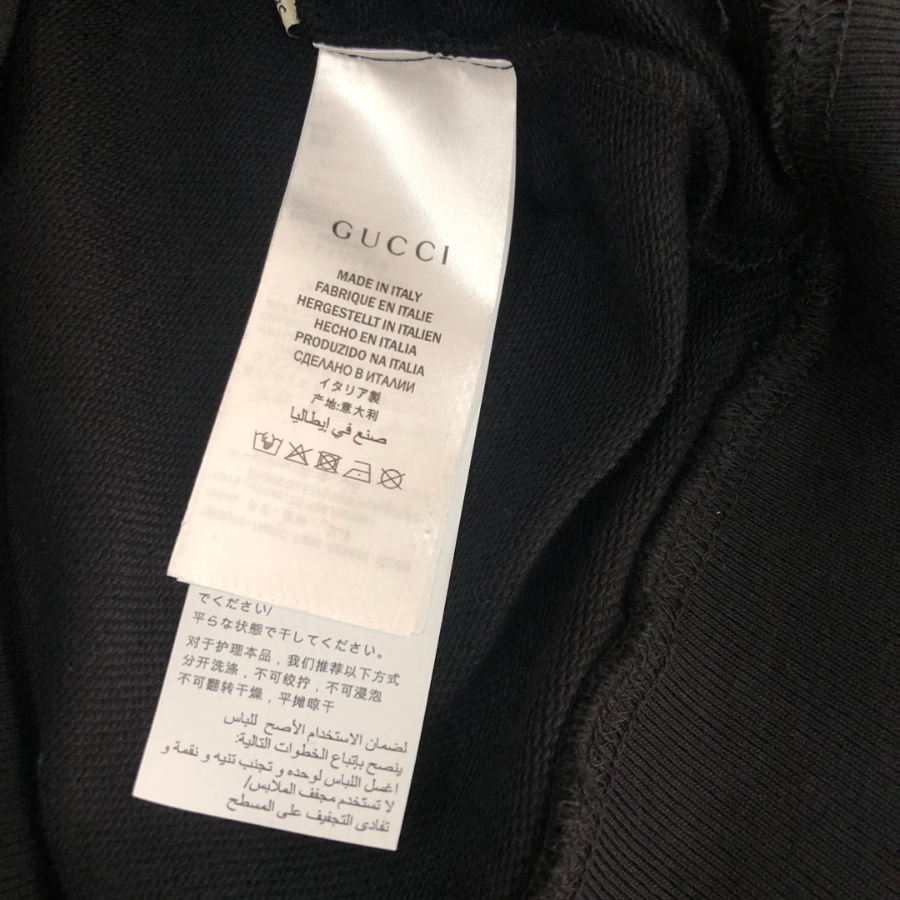 GUCCI
MADE IN ITALY
FABRIQUE EN ITALIE
HERGESTELLT IN ITALIEN
HECHO EN ITALIA
PRODUZIDO NA ITALIA
СДЕЛАНО В ИТАЛИИ
イタリア製
产地:意大利
صنع في إيطاليا
でください/
平らな状態で干してください。
对于护理本品，我们推荐以下方式
分开洗涤，不可绞拧，不可浸泡
不可翻转干燥，平摊晾干
لضمان الاستخدام الأصح للباس
ينصح بإتباع الخطوات التالية:
اغسل اللباس لوحده و تجنب تنيه و نقمة و
لا تستخدم مجفف الملابس/
تفادى التجفيف على المسطح